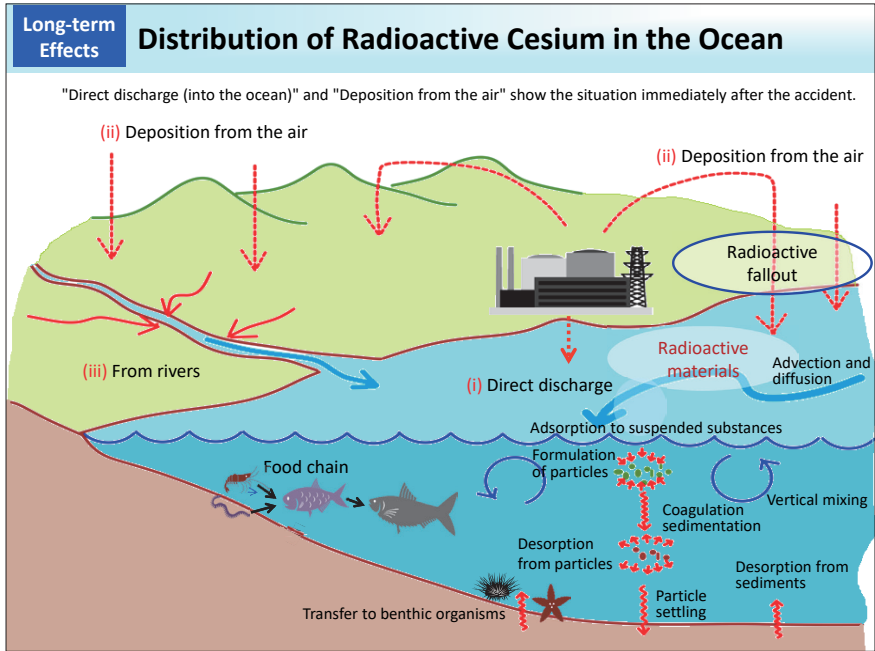 Long-term
Effects
Distribution of Radioactive Cesium in the Ocean
"Direct discharge (into the ocean)" and "Deposition from the air" show the situation immediately after the accident.
(ii) Deposition from the air
(ii) Deposition from the air
Radioactive
fallout
(iii) From rivers
(i) Direct discharge
Radioactive
materials
Advection and
diffusion
Adsorption to suspended substances
Food chain
Formulation
of particles
Coagulation
sedimentation
Vertical mixing
Desorption
from particles
Desorption from
sediments
Particle
settling
Transfer to benthic organisms